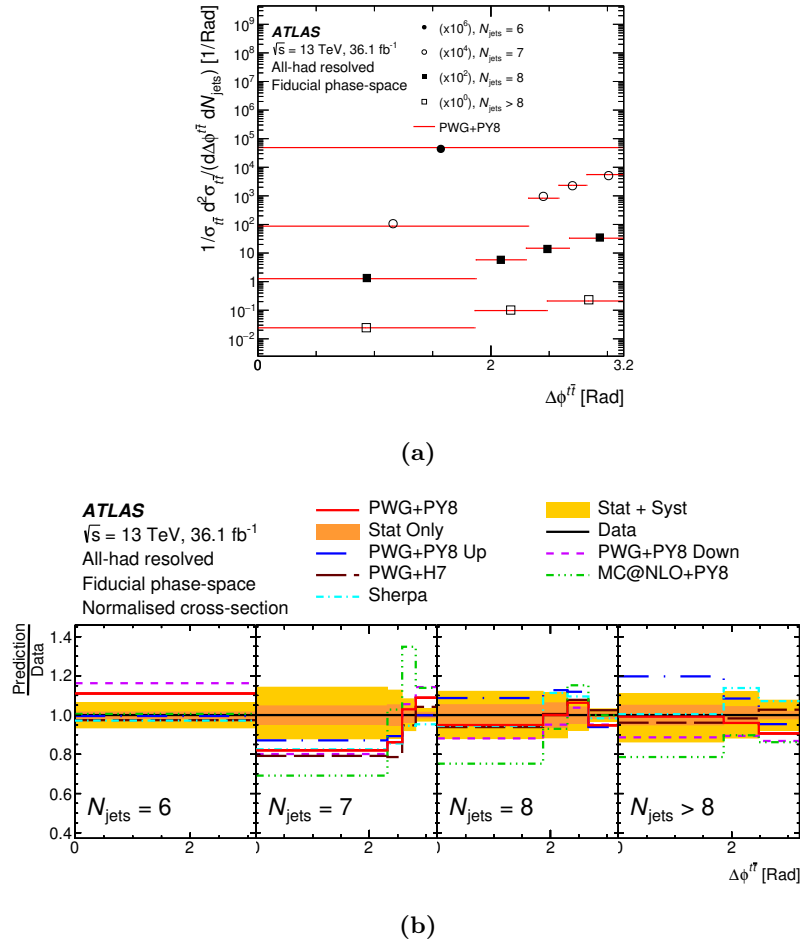 ATLAS
√s = 13 TeV, 36.1 fb⁻¹
All-had resolved
Fiducial phase-space
(x10⁶), N_jets = 6
(x10⁴), N_jets = 7
(x10²), N_jets = 8
(x10⁰), N_jets > 8
PWG+PY8
1/σ_tt̄ d²σ_tt̄/(dΔϕ^tt̄ dN_jets) [1/Rad]
10⁹
10⁸
10⁷
10⁶
10⁵
10⁴
10³
10²
10
1
10⁻¹
10⁻²
0 2 3.2
Δϕ^tt̄ [Rad]
(a)
ATLAS
√s = 13 TeV, 36.1 fb⁻¹
All-had resolved
Fiducial phase-space
Normalised cross-section
PWG+PY8
Stat Only
PWG+PY8 Up
PWG+H7
Sherpa
Stat + Syst
Data
PWG+PY8 Down
MC@NLO+PY8
Prediction
Data
1.4
1.2
1.0
0.8
0.6
0.4
N_jets = 6
N_jets = 7
N_jets = 8
N_jets > 8
0 2 0 2 0 2 0 2
Δϕ^tt̄ [Rad]
(b)